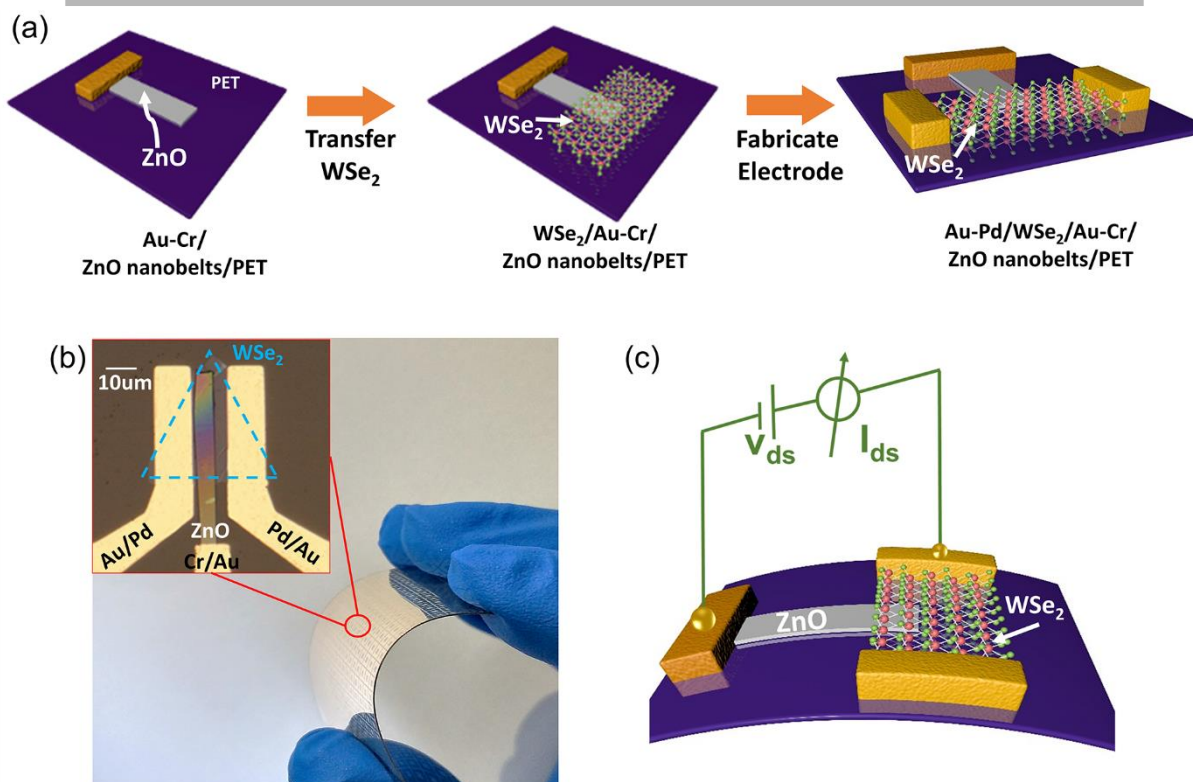 (a)
PET
ZnO
Transfer
WSe₂
WSe₂
Fabricate
Electrode
WSe₂
Au-Cr/
ZnO nanobelts/PET
WSe₂/Au-Cr/
ZnO nanobelts/PET
Au-Pd/WSe₂/Au-Cr/
ZnO nanobelts/PET
(b)
WSe₂
10um
Au/Pd
ZnO
Cr/Au
Pd/Au
(c)
V_ds
I_ds
ZnO
WSe₂